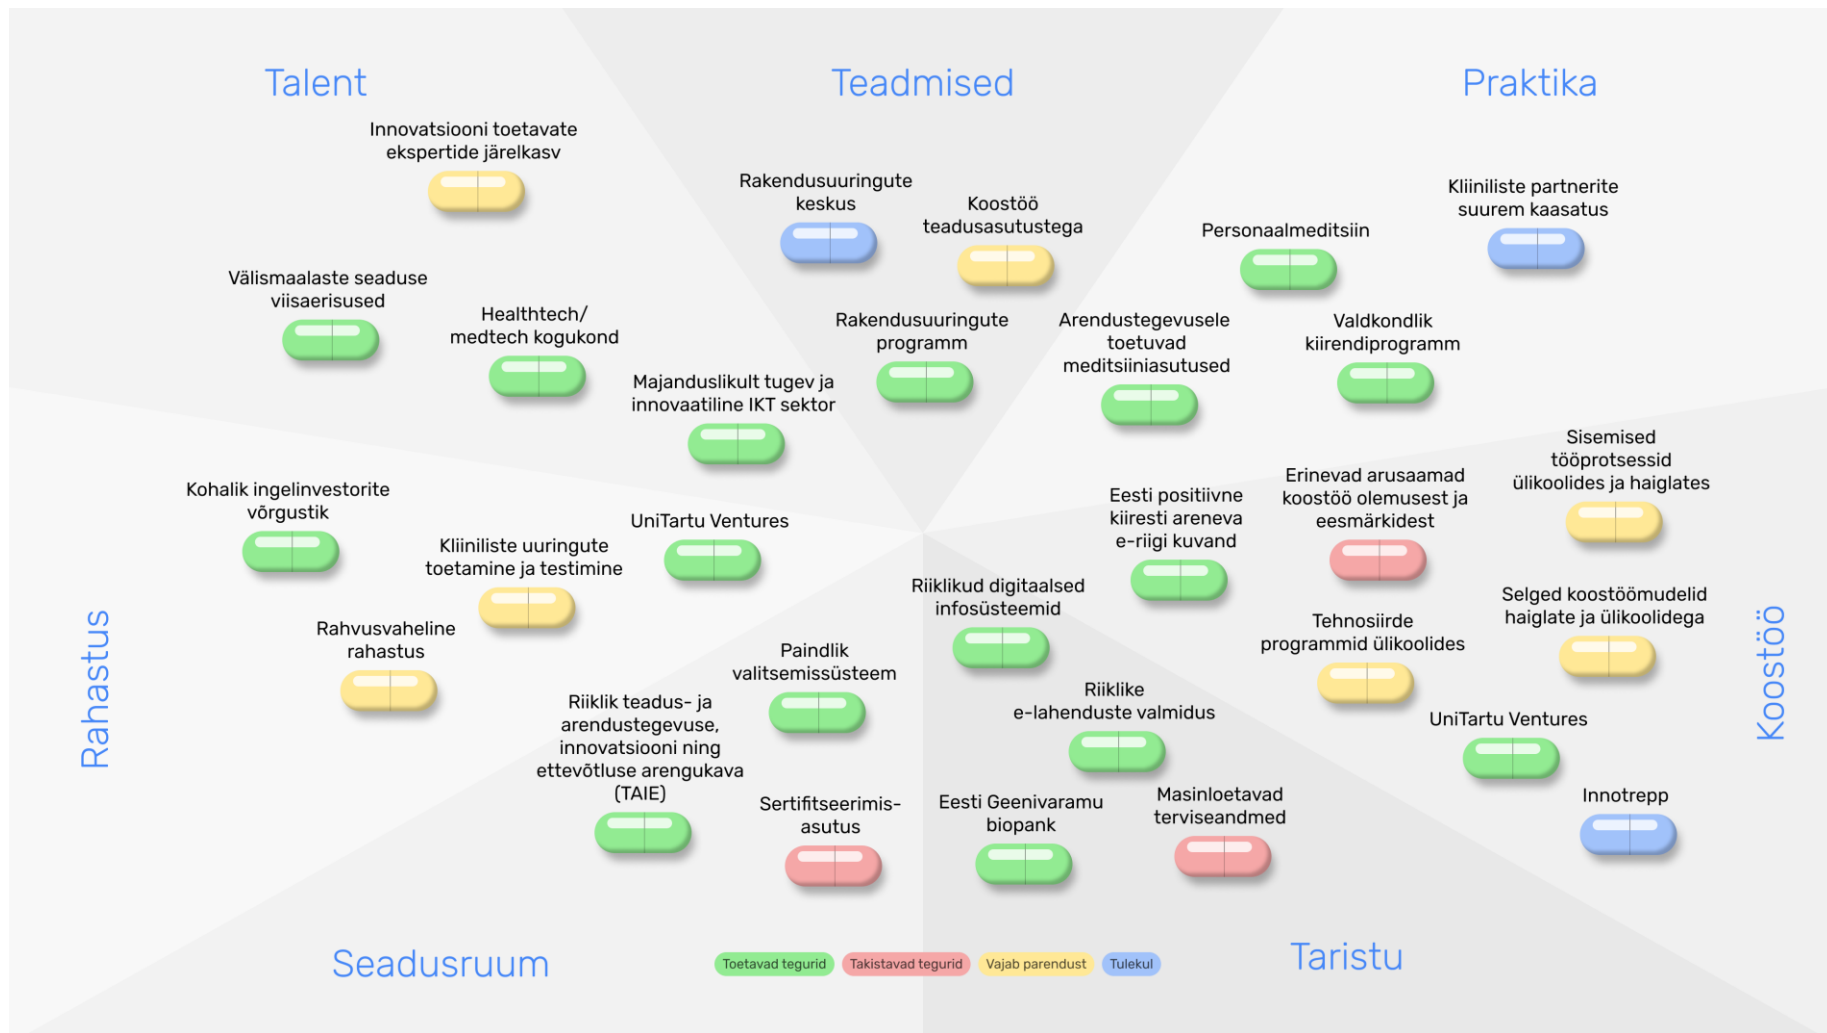 Talent
Innovatsiooni toetavate
ekspertide järelkasv
Välismaalaste seaduse
viisaerisused
Healthtech/
medtech kogukond
Majanduslikult tugev ja
innovaatiline IKT sektor
Teadmised
Rakendusuuringute
keskus
Koostöö
teadusasutustega
Rakendusuuringute
programm
Praktika
Kliiniliste partnerite
suurem kaasatus
Personaalmeditsiin
Arendustegevusele
toetuvad
meditsiiniasutused
Valdkondlik
kiirendiprogramm
Rahastus
Kohalik ingelinvestorite
võrgustik
UniTartu Ventures
Kliiniliste uuringute
toetamine ja testimine
Rahvusvaheline
rahastus
Koostöö
Sisemised
tööprotsessid
ülikoolides ja haiglates
Erinevad arusaamad
koostöö olemusest ja
eesmärkidest
Eesti positiivne
kiiresti areneva
e-riigi kuvand
Selged koostöömudelid
haiglate ja ülikoolidega
Tehnosiirde
programmid ülikoolides
UniTartu Ventures
Innotrepp
Seadusruum
Paindlik
valitsemissüsteem
Riiklik teadus- ja
arendustegevuse,
innovatsiooni ning
ettevõtluse arengukava
(TAIE)
Sertifitseerimis-
asutus
Taristu
Riiklikud digitaalsed
infosüsteemid
Riiklike
e-lahenduste valmidus
Eesti Geenivaramu
biopank
Masinloetavad
terviseandmed
Toetavad tegurid
Takistavad tegurid
Vajab parendust
Tulekul